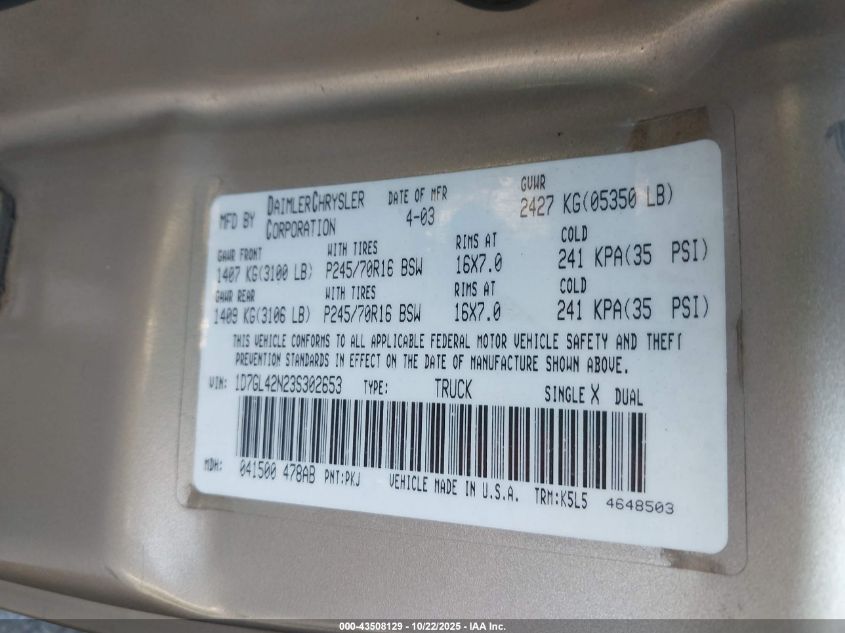 MFD BY DAIMLERCHRYSLER CORPORATION DATE OF MFR 4-03 GVWR 2427 KG(05350 LB)
GAWR FRONT WITH TIRES RIMS AT COLD
1407 KG(3100 LB) P245/70R16 BSW 16X7.0 241 KPA(35 PSI)
GAWR REAR WITH TIRES RIMS AT COLD
1409 KG(3106 LB) P245/70R16 BSW 16X7.0 241 KPA(35 PSI)
THIS VEHICLE CONFORMS TO ALL APPLICABLE FEDERAL MOTOR VEHICLE SAFETY AND THEFT
PREVENTION STANDARDS IN EFFECT ON THE DATE OF MANUFACTURE SHOWN ABOVE.
VIN: 1D7GL42N23S302653 TYPE: TRUCK SINGLE X DUAL
MDH: 041500 478AB PNT:PKJ VEHICLE MADE IN U.S.A. TRM:K5L5 4648503
000-43508129 - 10/22/2025 - IAA Inc.